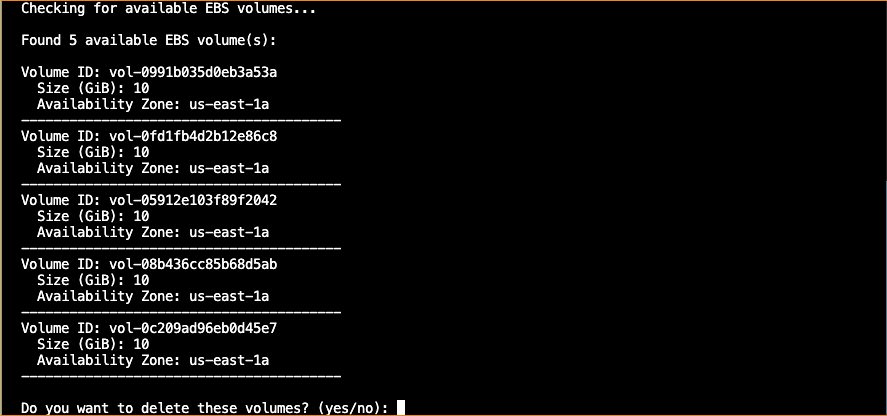 Checking for available EBS volumes...
Found 5 available EBS volume(s):
Volume ID: vol-0991b035d0eb3a53a
Size (GiB): 10
Availability Zone: us-east-1a
----------------------------------------
Volume ID: vol-0fd1fb4d2b12e86c8
Size (GiB): 10
Availability Zone: us-east-1a
----------------------------------------
Volume ID: vol-05912e103f89f2042
Size (GiB): 10
Availability Zone: us-east-1a
----------------------------------------
Volume ID: vol-08b436cc85b68d5ab
Size (GiB): 10
Availability Zone: us-east-1a
----------------------------------------
Volume ID: vol-0c209ad96eb0d45e7
Size (GiB): 10
Availability Zone: us-east-1a
----------------------------------------
Do you want to delete these volumes? (yes/no):